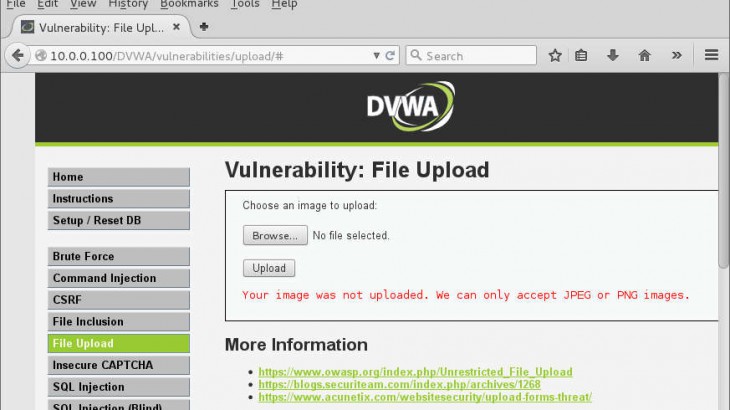 File Edit View History Bookmarks Tools Help
Vulnerability: File Upl...
10.0.0.100/DVWA/vulnerabilities/upload/#
Search
DVWA
Home
Instructions
Setup / Reset DB
Brute Force
Command Injection
CSRF
File Inclusion
File Upload
Insecure CAPTCHA
SQL Injection
SQL Injection (Blind)
Vulnerability: File Upload
Choose an image to upload:
Browse... No file selected.
Upload
Your image was not uploaded. We can only accept JPEG or PNG images.
More Information
https://www.owasp.org/index.php/Unrestricted_File_Upload
https://blogs.securiteam.com/index.php/archives/1268
https://www.acunetix.com/websitesecurity/upload-forms-threat/